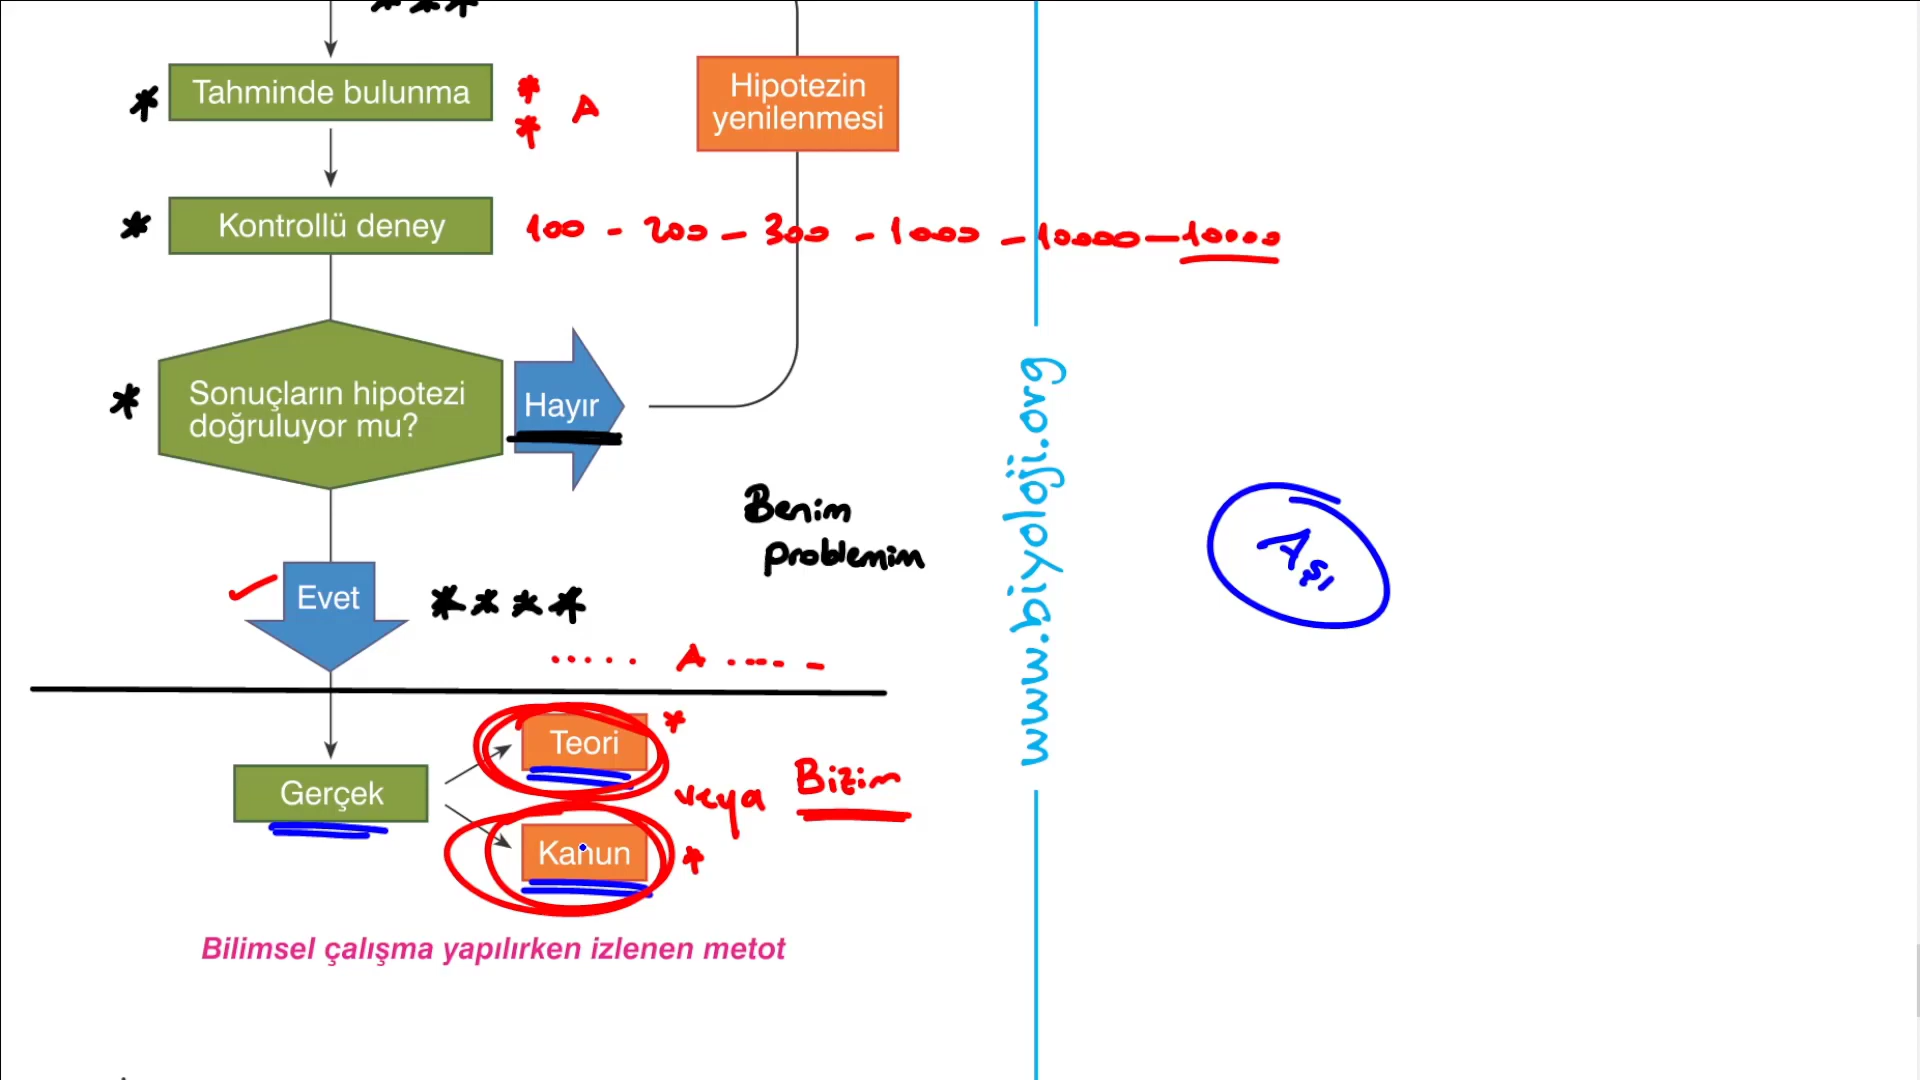 Tahminde bulunma
A
Hipotezin
yenilenmesi
Kontrollü deney
100 - 200 - 300 - 1000 - 10000 - 10000
Sonuçların hipotezi
doğruluyor mu?
Hayır
Benim
problemim
Evet
..... A .... -
Teori
Gerçek
veya Bizim
Kanun
Bilimsel çalışma yapılırken izlenen metot
www.biyoloji.org
Aşı